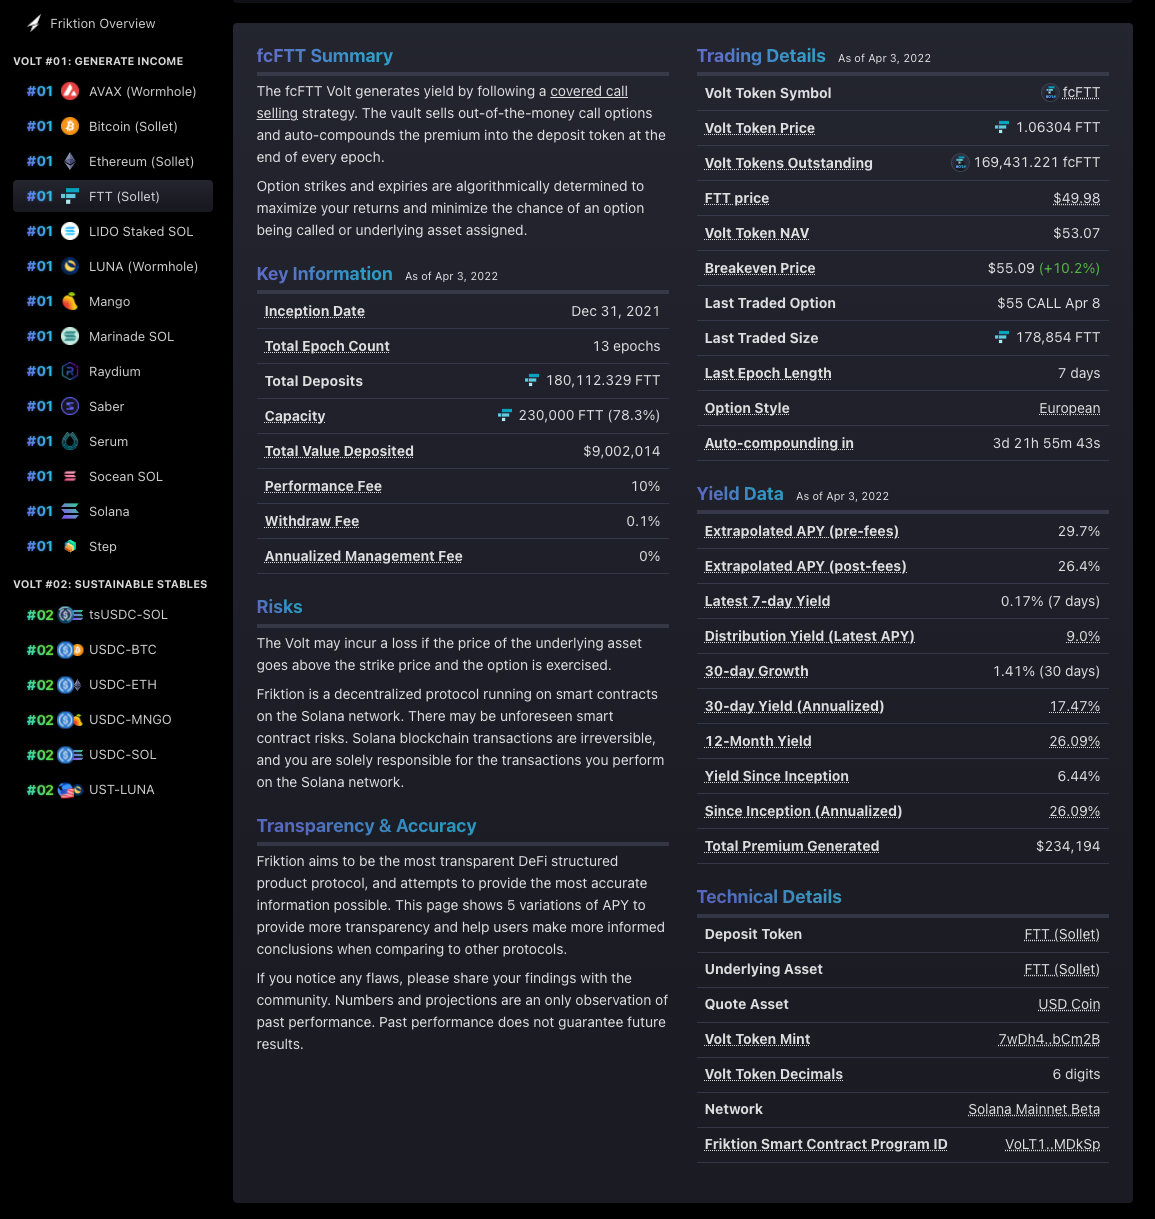 Friktion Overview
VOLT #01: GENERATE INCOME
#01 AVAX (Wormhole)
#01 Bitcoin (Sollet)
#01 Ethereum (Sollet)
#01 FTT (Sollet)
#01 LIDO Staked SOL
#01 LUNA (Wormhole)
#01 Mango
#01 Marinade SOL
#01 Raydium
#01 Saber
#01 Serum
#01 Socean SOL
#01 Solana
#01 Step
VOLT #02: SUSTAINABLE STABLES
#02 tsUSDC-SOL
#02 USDC-BTC
#02 USDC-ETH
#02 USDC-MNGO
#02 USDC-SOL
#02 UST-LUNA
fcFTT Summary
The fcFTT Volt generates yield by following a covered call
selling strategy. The vault sells out-of-the-money call options
and auto-compounds the premium into the deposit token at the
end of every epoch.
Option strikes and expiries are algorithmically determined to
maximize your returns and minimize the chance of an option
being called or underlying asset assigned.
Key Information As of Apr 3, 2022
Inception Date Dec 31, 2021
Total Epoch Count 13 epochs
Total Deposits 180,112.329 FTT
Capacity 230,000 FTT (78.3%)
Total Value Deposited $9,002,014
Performance Fee 10%
Withdraw Fee 0.1%
Annualized Management Fee 0%
Risks
The Volt may incur a loss if the price of the underlying asset
goes above the strike price and the option is exercised.
Friktion is a decentralized protocol running on smart contracts
on the Solana network. There may be unforeseen smart
contract risks. Solana blockchain transactions are irreversible,
and you are solely responsible for the transactions you perform
on the Solana network.
Transparency & Accuracy
Friktion aims to be the most transparent DeFi structured
product protocol, and attempts to provide the most accurate
information possible. This page shows 5 variations of APY to
provide more transparency and help users make more informed
conclusions when comparing to other protocols.
If you notice any flaws, please share your findings with the
community. Numbers and projections are an only observation of
past performance. Past performance does not guarantee future
results.
Trading Details As of Apr 3, 2022
Volt Token Symbol fcFTT
Volt Token Price 1.06304 FTT
Volt Tokens Outstanding 169,431.221 fcFTT
FTT price $49.98
Volt Token NAV $53.07
Breakeven Price $55.09 (+10.2%)
Last Traded Option $55 CALL Apr 8
Last Traded Size 178,854 FTT
Last Epoch Length 7 days
Option Style European
Auto-compounding in 3d 21h 55m 43s
Yield Data As of Apr 3, 2022
Extrapolated APY (pre-fees) 29.7%
Extrapolated APY (post-fees) 26.4%
Latest 7-day Yield 0.17% (7 days)
Distribution Yield (Latest APY) 9.0%
30-day Growth 1.41% (30 days)
30-day Yield (Annualized) 17.47%
12-Month Yield 26.09%
Yield Since Inception 6.44%
Since Inception (Annualized) 26.09%
Total Premium Generated $234,194
Technical Details
Deposit Token FTT (Sollet)
Underlying Asset FTT (Sollet)
Quote Asset USD Coin
Volt Token Mint 7wDh4..bCm2B
Volt Token Decimals 6 digits
Network Solana Mainnet Beta
Friktion Smart Contract Program ID VoLT1..MDkSp